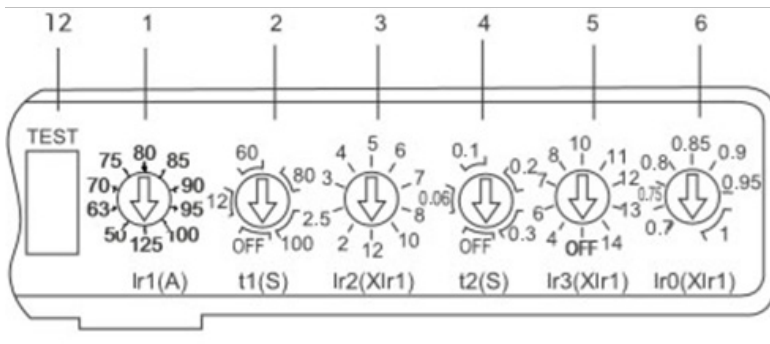 12 1 2 3 4 5 6
TEST
75 80 85 70 90 63 95 50 125 100
60 80 12 OFF 100
5 4 6 3 7 2.5 8 2 12 10
0.1 0.2 0.06 OFF 0.3
10 8 11 7 12 6 13 4 OFF 14
0.85 0.8 0.9 0.75 0.95 0.7 1
Ir1(A) t1(S) Ir2(XIr1) t2(S) Ir3(XIr1) Ir0(XIr1)